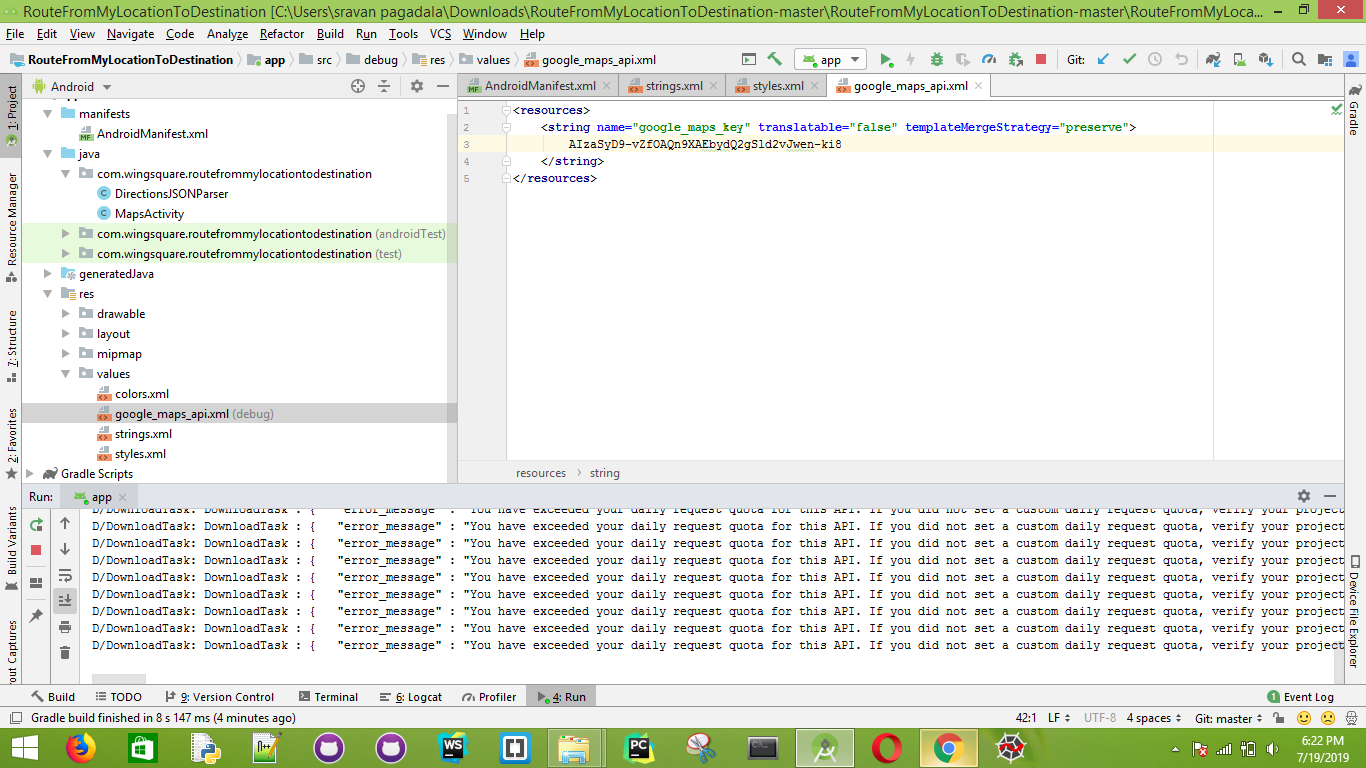 RouteFromMyLocationToDestination [C:\Users\sravan pagadala\Downloads\RouteFromMyLocationToDestination-master\RouteFromMyLocationToDestination-master\RouteFromMyLoca...
File Edit View Navigate Code Analyze Refactor Build Run Tools VCS Window Help
RouteFromMyLocationToDestination app src debug res values google_maps_api.xml app Git:
1: Project
Resource Manager
7: Structure
2: Favorites
Build Variants
out Captures
Android
manifests
AndroidManifest.xml
java
com.wingsquare.routefrommylocationtodestination
DirectionsJSONParser
MapsActivity
com.wingsquare.routefrommylocationtodestination (androidTest)
com.wingsquare.routefrommylocationtodestination (test)
generatedJava
res
drawable
layout
mipmap
values
colors.xml
google_maps_api.xml (debug)
strings.xml
styles.xml
Gradle Scripts
AndroidManifest.xml strings.xml styles.xml google_maps_api.xml
1 <resources>
2 <string name="google_maps_key" translatable="false" templateMergeStrategy="preserve">
3 AIzaSyD9-vZfOAQn9XAEbydQ2gSld2vJwen-ki8
4 </string>
5 </resources>
resources › string
Gradle
Device File Explorer
Run: app
D/DownloadTask: DownloadTask : { "error_message" : "You have exceeded your daily request quota for this API. If you did not set a custom daily request quota, verify your project
D/DownloadTask: DownloadTask : { "error_message" : "You have exceeded your daily request quota for this API. If you did not set a custom daily request quota, verify your project
D/DownloadTask: DownloadTask : { "error_message" : "You have exceeded your daily request quota for this API. If you did not set a custom daily request quota, verify your project
D/DownloadTask: DownloadTask : { "error_message" : "You have exceeded your daily request quota for this API. If you did not set a custom daily request quota, verify your project
D/DownloadTask: DownloadTask : { "error_message" : "You have exceeded your daily request quota for this API. If you did not set a custom daily request quota, verify your project
D/DownloadTask: DownloadTask : { "error_message" : "You have exceeded your daily request quota for this API. If you did not set a custom daily request quota, verify your project
D/DownloadTask: DownloadTask : { "error_message" : "You have exceeded your daily request quota for this API. If you did not set a custom daily request quota, verify your project
D/DownloadTask: DownloadTask : { "error_message" : "You have exceeded your daily request quota for this API. If you did not set a custom daily request quota, verify your project
D/DownloadTask: DownloadTask : { "error_message" : "You have exceeded your daily request quota for this API. If you did not set a custom daily request quota, verify your project
Build TODO 9: Version Control Terminal 6: Logcat Profiler 4: Run 1 Event Log
Gradle build finished in 8 s 147 ms (4 minutes ago) 42:1 LF UTF-8 4 spaces Git: master
WS PC
6:22 PM
7/19/2019